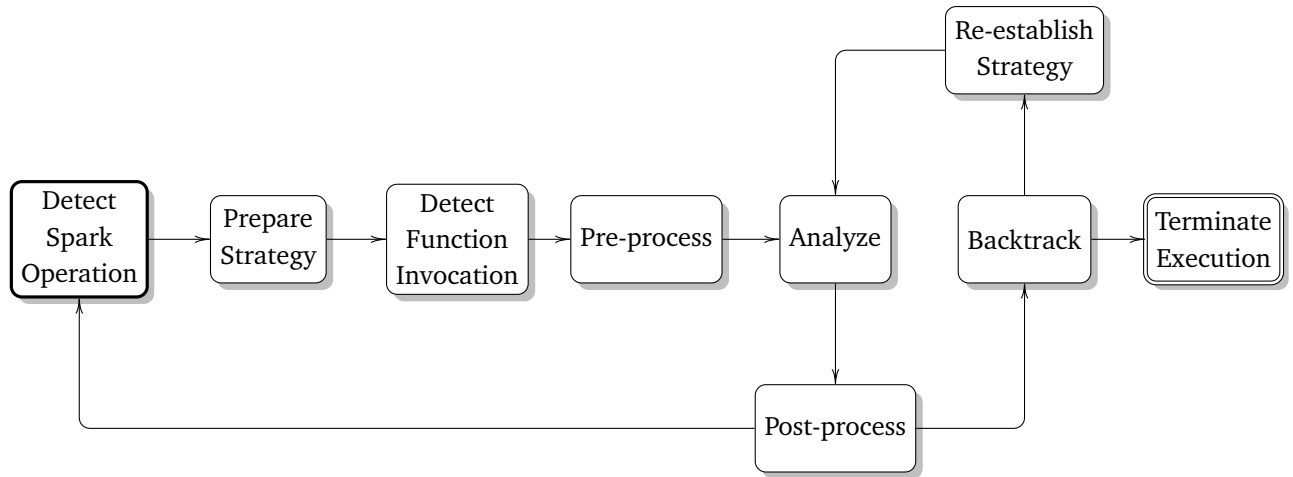 Re-establish
Strategy
Detect
Spark
Operation
Prepare
Strategy
Detect
Function
Invocation
Pre-process
Analyze
Backtrack
Terminate
Execution
Post-process